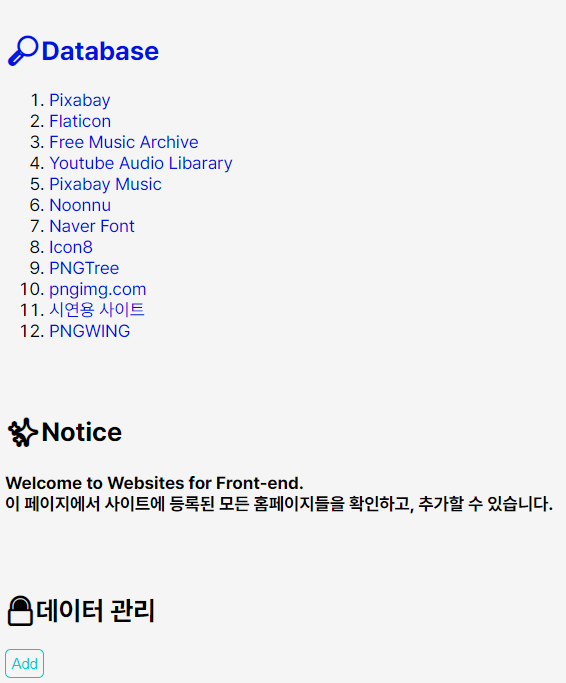 Database
1. Pixabay
2. Flaticon
3. Free Music Archive
4. Youtube Audio Libarary
5. Pixabay Music
6. Noonnu
7. Naver Font
8. Icon8
9. PNGTree
10. pngimg.com
11. 시연용 사이트
12. PNGWING
Notice
Welcome to Websites for Front-end.
이 페이지에서 사이트에 등록된 모든 홈페이지들을 확인하고, 추가할 수 있습니다.
데이터 관리
Add